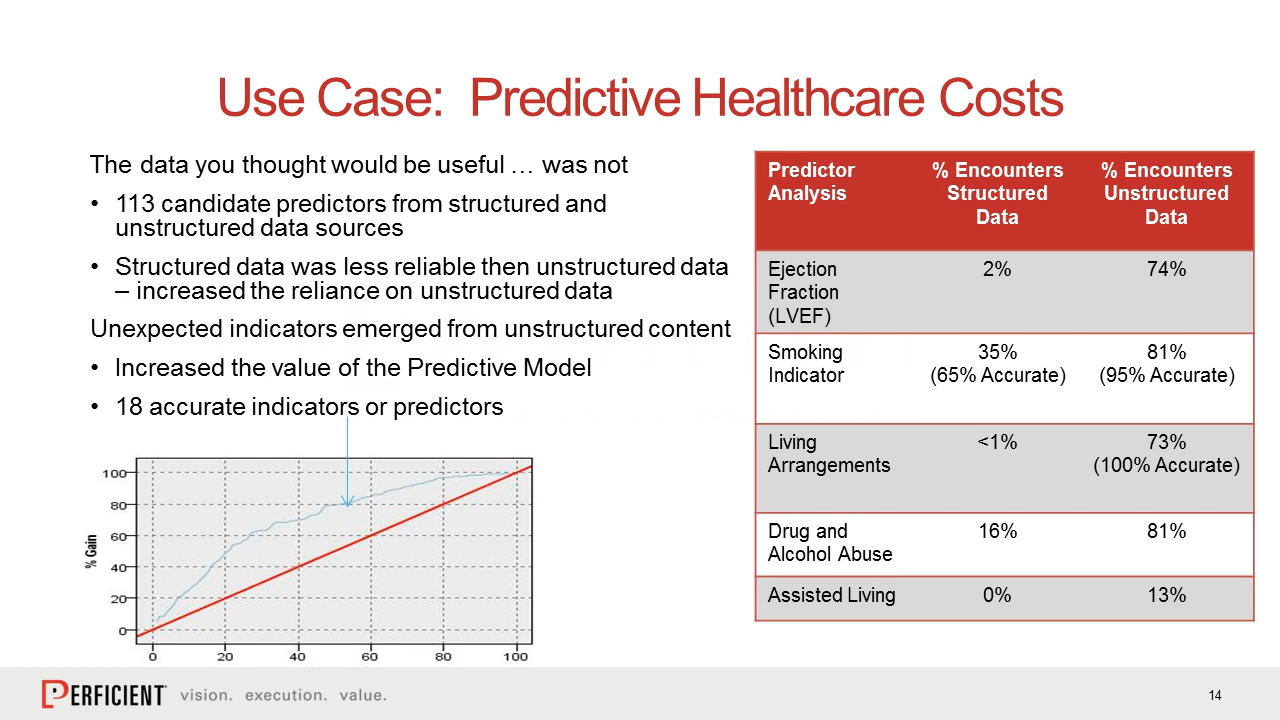 Use Case:  Predictive Healthcare Costs
The data you thought would be useful … was not
• 113 candidate predictors from structured and
unstructured data sources
• Structured data was less reliable then unstructured data
– increased the reliance on unstructured data
Unexpected indicators emerged from unstructured content
• Increased the value of the Predictive Model
• 18 accurate indicators or predictors
% Gain
100
80
60
40
20
0
0 20 40 60 80 100
Predictor Analysis % Encounters Structured Data % Encounters Unstructured Data
Ejection Fraction (LVEF) 2% 74%
Smoking Indicator 35% (65% Accurate) 81% (95% Accurate)
Living Arrangements <1% 73% (100% Accurate)
Drug and Alcohol Abuse 16% 81%
Assisted Living 0% 13%
PERFICIENT vision. execution. value.
14